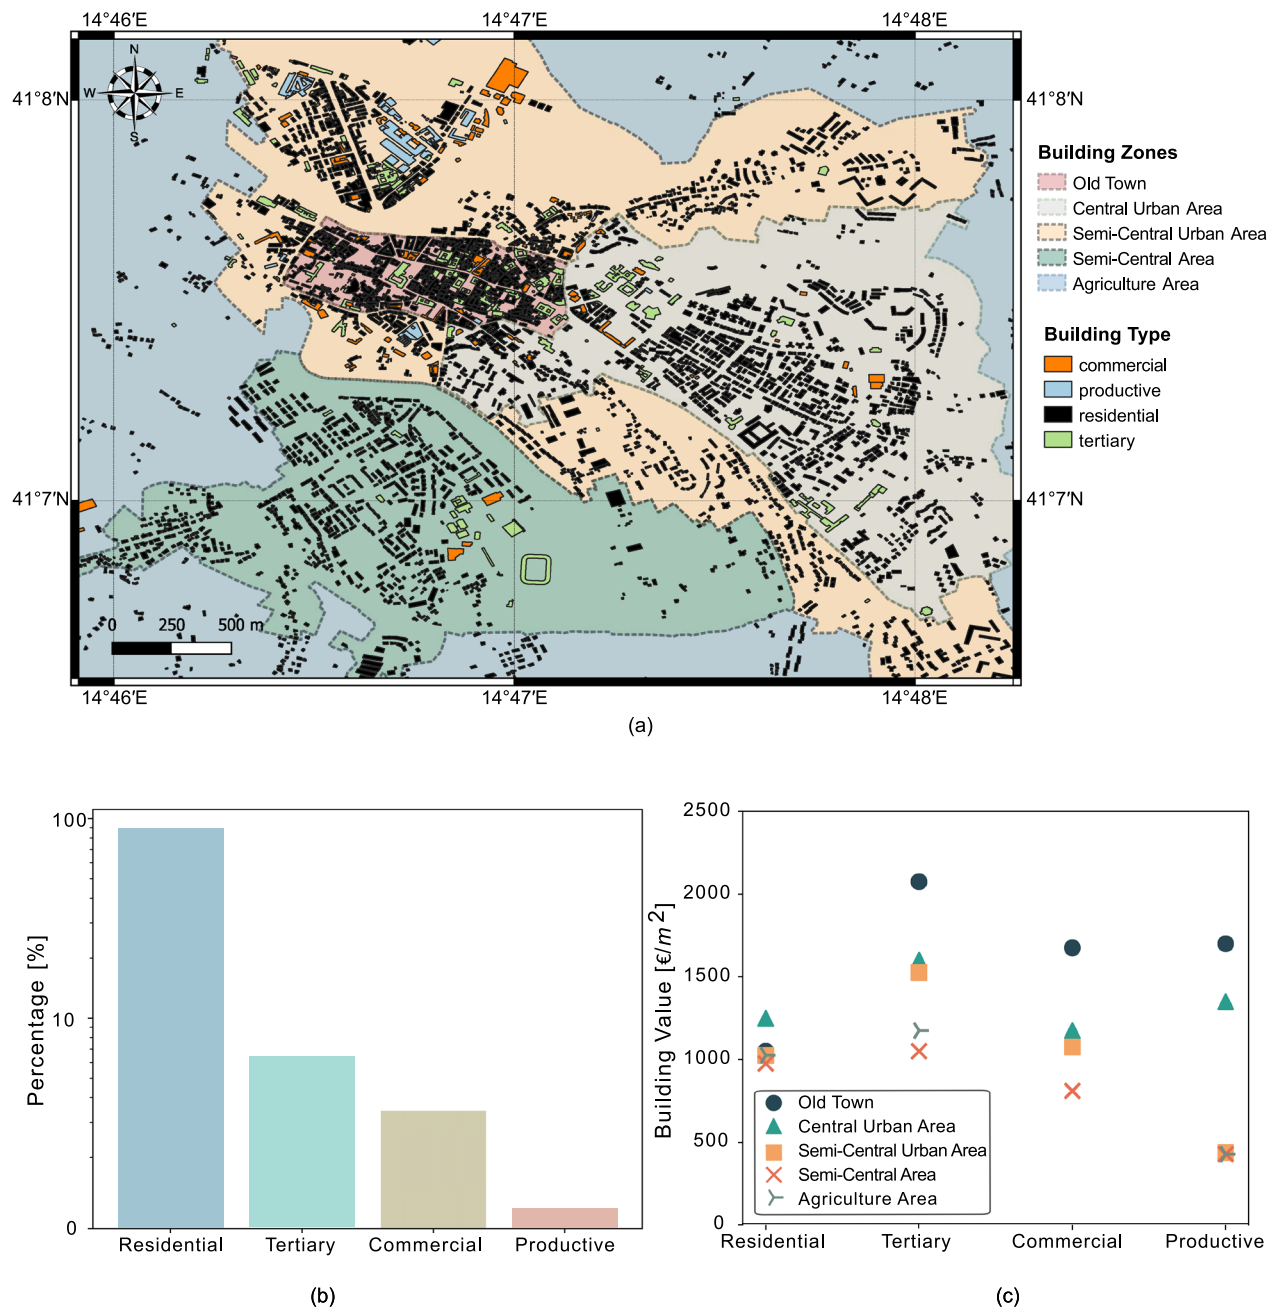 14°46′E 14°47′E 14°48′E
N
W E
S
41°8′N 41°8′N
Building Zones
Old Town
Central Urban Area
Semi-Central Urban Area
Semi-Central Area
Agriculture Area
Building Type
commercial
productive
residential
tertiary
41°7′N 41°7′N
0 250 500 m
14°46′E 14°47′E 14°48′E
(a)
Percentage [%]
100
10
0
Residential Tertiary Commercial Productive
(b)
Building Value [€/m²]
2500
2000
1500
1000
500
0
Old Town
Central Urban Area
Semi-Central Urban Area
Semi-Central Area
Agriculture Area
Residential Tertiary Commercial Productive
(c)